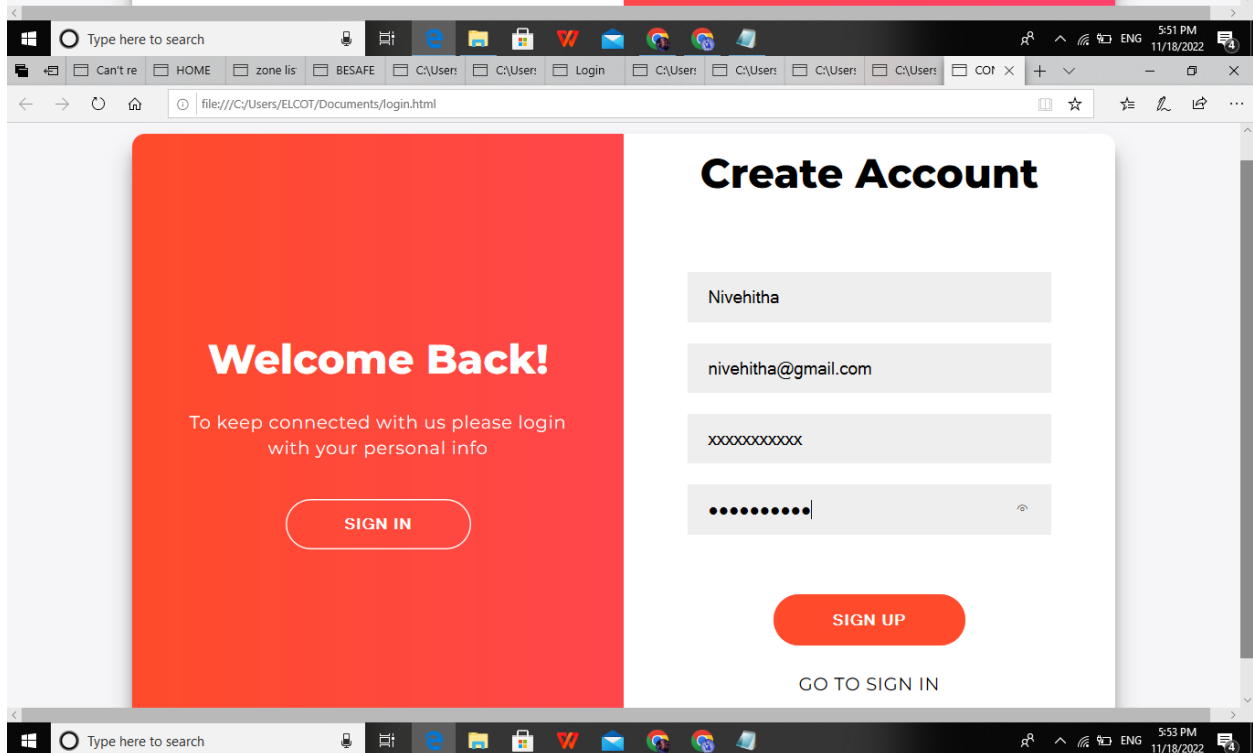 Type here to search
ENG
5:51 PM
11/18/2022
4
Can't re
HOME
zone lis
BESAFE
C:\Users
C:\Users
Login
C:\Users
C:\Users
C:\Users
C:\Users
file:///C:/Users/ELCOT/Documents/login.html
Create Account
Nivehitha
nivehitha@gmail.com
xxxxxxxxxxx
Welcome Back!
To keep connected with us please login
with your personal info
SIGN IN
SIGN UP
GO TO SIGN IN
Type here to search
ENG
5:53 PM
11/18/2022
4